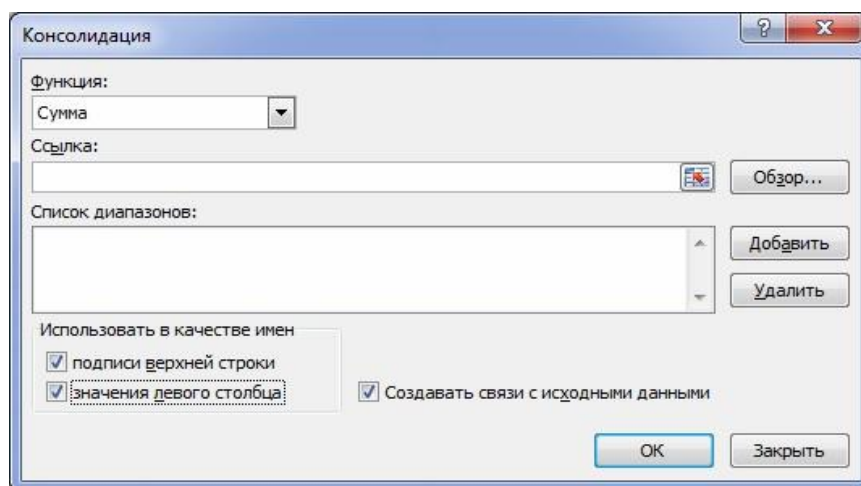 Консолидация
Функция:
Сумма
Ссылка:
Обзор...
Список диапазонов:
Добавить
Удалить
Использовать в качестве имен
подписи верхней строки
значения левого столбца
Создавать связи с исходными данными
ОК
Закрыть